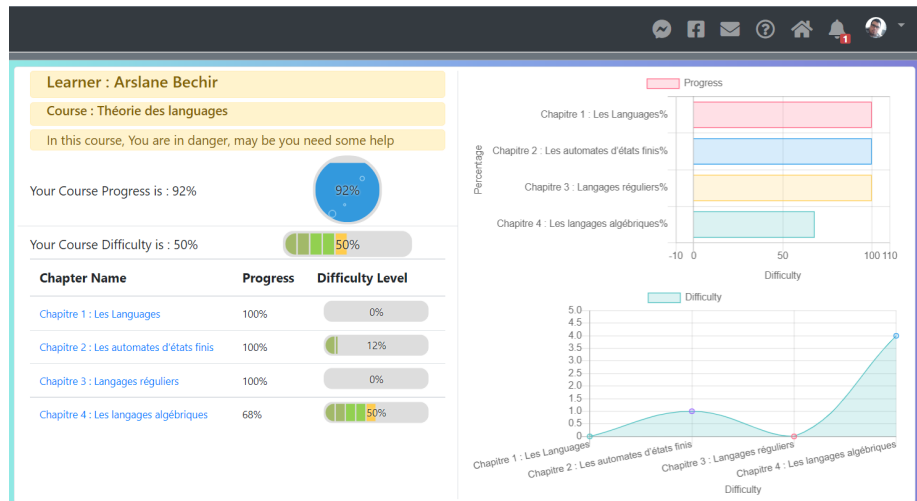 1
Learner : Arslane Bechir
Course : Théorie des languages
In this course, You are in danger, may be you need some help
Your Course Progress is : 92%
92%
Your Course Difficulty is : 50%
50%
Chapter Name Progress Difficulty Level
Chapitre 1 : Les Languages 100% 0%
Chapitre 2 : Les automates d'états finis 100% 12%
Chapitre 3 : Langages réguliers 100% 0%
Chapitre 4 : Les langages algébriques 68% 50%
Progress
Percentage
Chapitre 1 : Les Languages%
Chapitre 2 : Les automates d'états finis%
Chapitre 3 : Langages réguliers%
Chapitre 4 : Les langages algébriques%
-10 0 50 100 110
Difficulty
Difficulty
5.0
4.5
4.0
3.5
3.0
2.5
2.0
1.5
1.0
0.5
0
Chapitre 1 : Les Languages
Chapitre 2 : Les automates d'états finis
Chapitre 3 : Langages réguliers
Chapitre 4 : Les langages algébriques
Difficulty